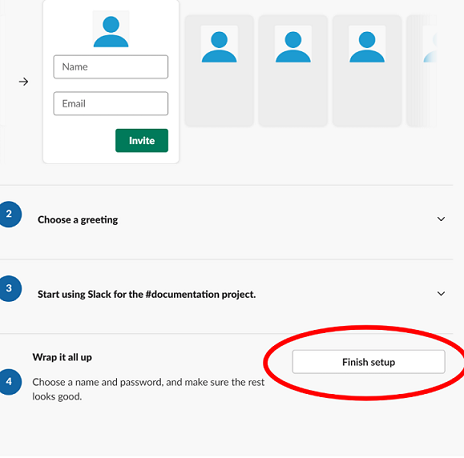 →
Name
Email
Invite
2
Choose a greeting
3
Start using Slack for the #documentation project.
Wrap it all up
Finish setup
4
Choose a name and password, and make sure the rest
looks good.